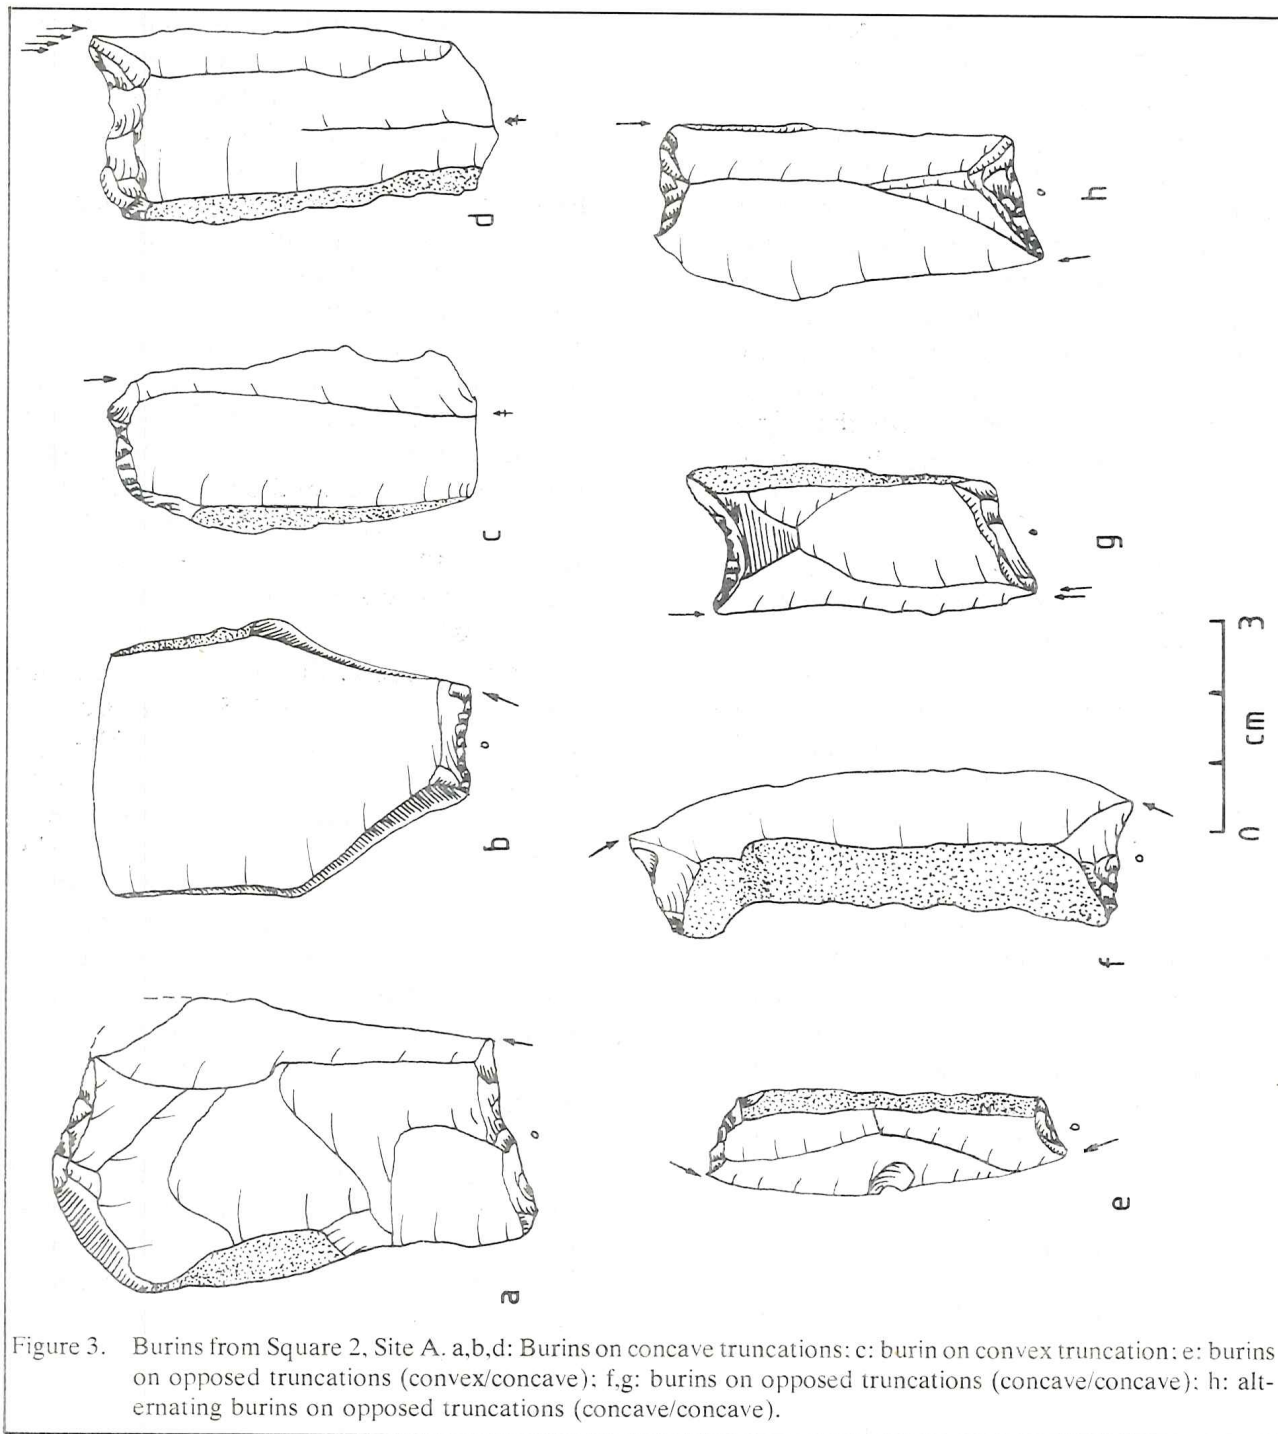 d
h
c
g
b
3
cm
0
f
e
a
Figure 3. Burins from Square 2, Site A. a,b,d: Burins on concave truncations: c: burin on convex truncation: e: burins
on opposed truncations (convex/concave): f,g: burins on opposed truncations (concave/concave): h: alt-
ernating burins on opposed truncations (concave/concave).